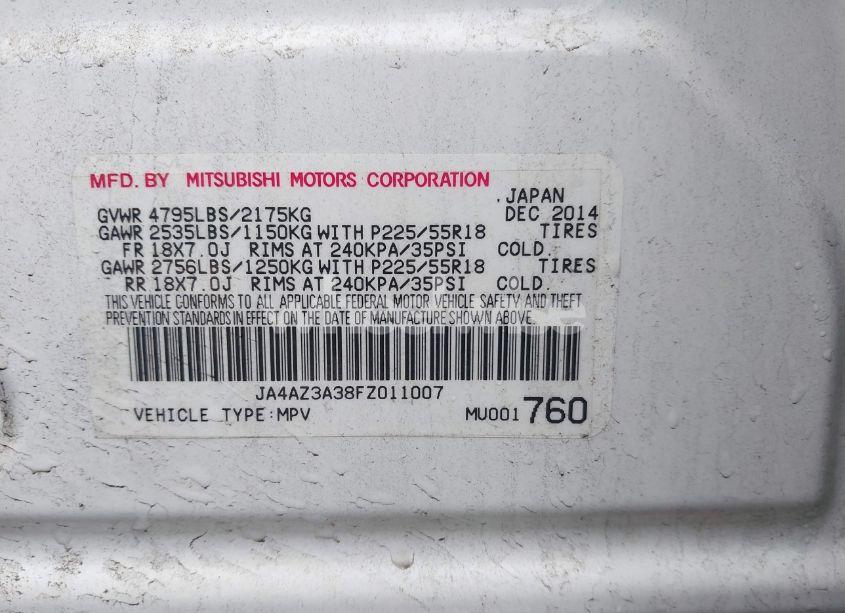 MFD. BY MITSUBISHI MOTORS CORPORATION
.JAPAN
GVWR 4795LBS/2175KG DEC 2014
GAWR 2535LBS/1150KG WITH P225/55R18 TIRES
FR 18X7.0J RIMS AT 240KPA/35PSI COLD.
GAWR 2756LBS/1250KG WITH P225/55R18 TIRES
RR 18X7.0J RIMS AT 240KPA/35PSI COLD.
THIS VEHICLE CONFORMS TO ALL APPLICABLE FEDERAL MOTOR VEHICLE SAFETY AND THEFT
PREVENTION STANDARDS IN EFFECT ON THE DATE OF MANUFACTURE SHOWN ABOVE.
JA4AZ3A38FZ011007
VEHICLE TYPE:MPV MU001760